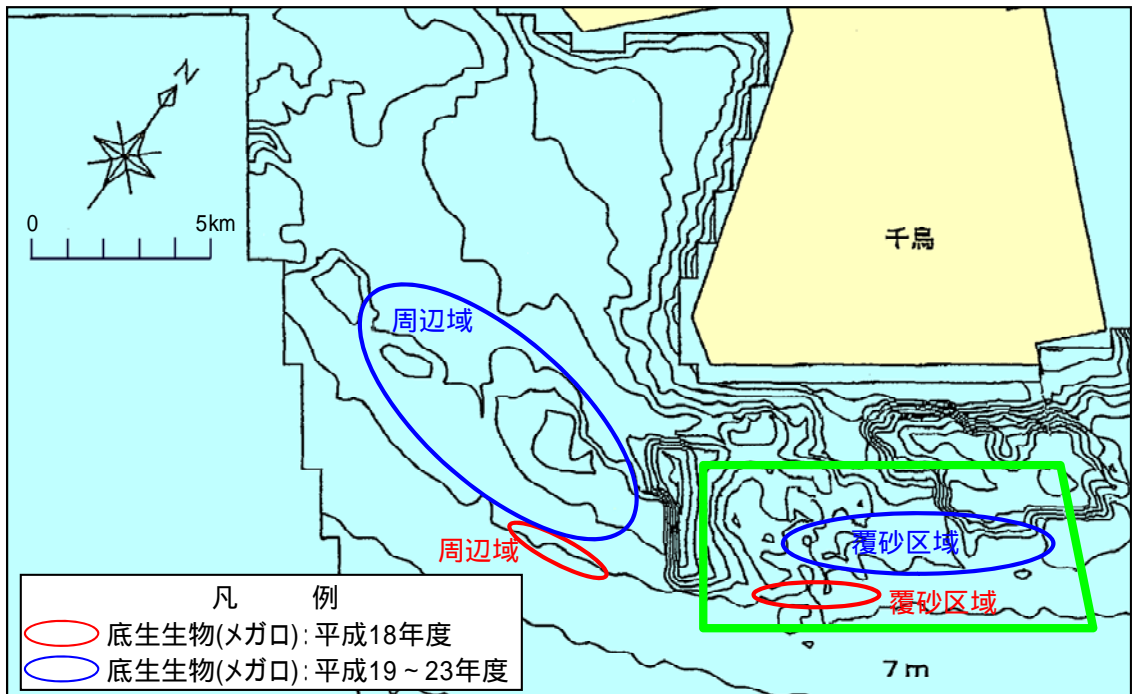 N
0 5km
千鳥
周辺域
周辺域
覆砂区域
覆砂区域
7m
凡 例
底生生物(メガロ):平成18年度
底生生物(メガロ):平成19~23年度